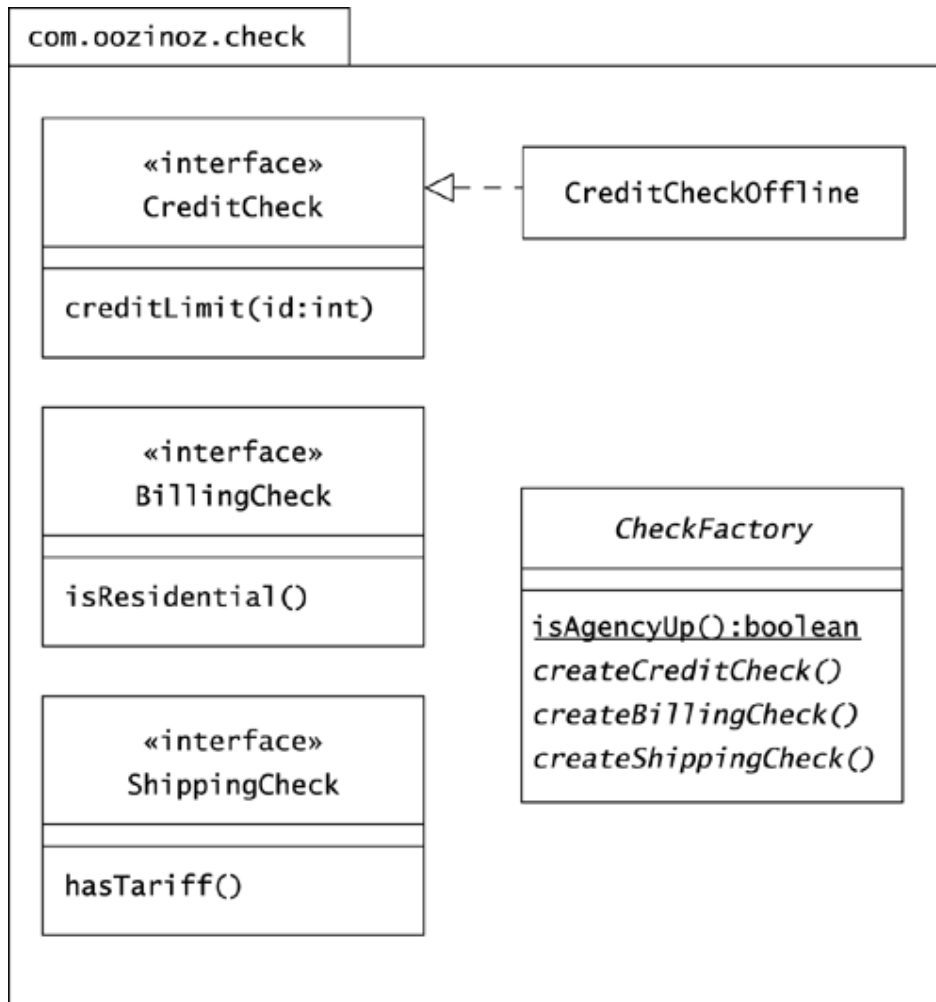 com.oozinoz.check
«interface»
CreditCheck
creditLimit(id:int)
CreditCheckOffline
«interface»
BillingCheck
isResidential()
CheckFactory
isAgencyUp():boolean
createCreditCheck()
createBillingCheck()
createShippingCheck()
«interface»
ShippingCheck
hasTariff()